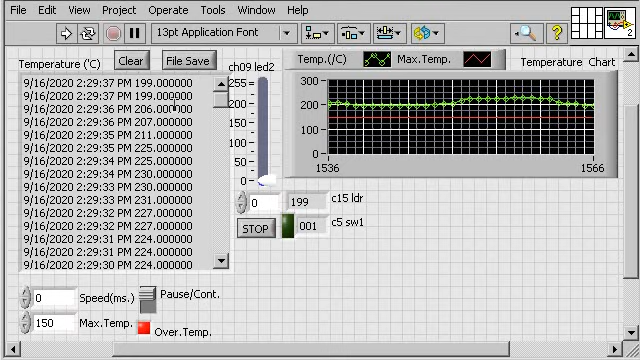 File Edit View Project Operate Tools Window Help
13pt Application Font
2
Temperature (°C)
Clear
File Save
ch09 led2
Temp.(/C)
Max.Temp.
Temperature Chart
9/16/2020 2:29:37 PM 199.000000
9/16/2020 2:29:37 PM 199.000000
9/16/2020 2:29:36 PM 206.000000
9/16/2020 2:29:36 PM 207.000000
9/16/2020 2:29:35 PM 211.000000
9/16/2020 2:29:35 PM 225.000000
9/16/2020 2:29:34 PM 225.000000
9/16/2020 2:29:34 PM 230.000000
9/16/2020 2:29:33 PM 230.000000
9/16/2020 2:29:33 PM 231.000000
9/16/2020 2:29:32 PM 227.000000
9/16/2020 2:29:32 PM 227.000000
9/16/2020 2:29:31 PM 224.000000
9/16/2020 2:29:31 PM 224.000000
9/16/2020 2:29:30 PM 224.000000
255
200
150
100
50
0
300
200
100
0
1536
1566
0
199
c15 ldr
STOP
001
c5 sw1
0
Speed(ms.)
Pause/Cont.
150
Max.Temp.
Over.Temp.